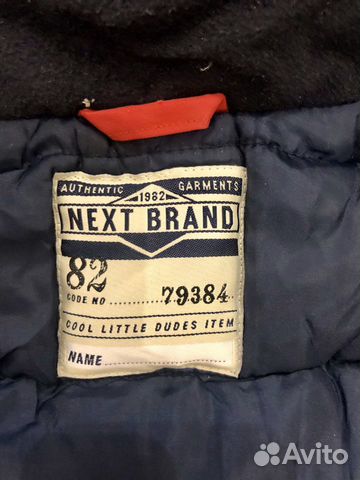 AUTHENTIC GARMENTS
1982
NEXT BRAND
82
CODE NO ........... 79384
COOL LITTLE DUDES ITEM
NAME ..................
Avito